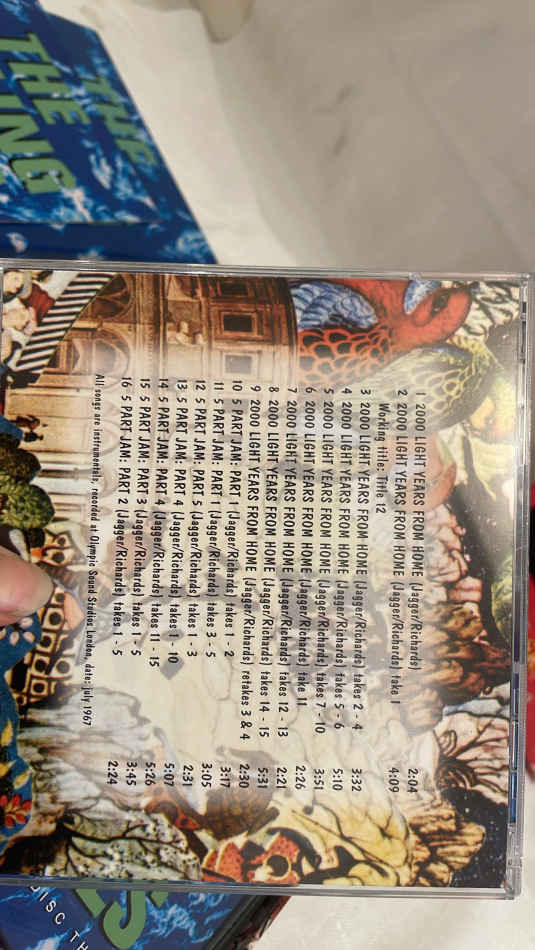 THE
THE
LING
1 2000 LIGHT YEARS FROM HOME (Jagger/Richards) 2:04
2 2000 LIGHT YEARS FROM HOME (Jagger/Richards) take 1 4:09
Working title: Title 12
3 2000 LIGHT YEARS FROM HOME (Jagger/Richards) takes 2 - 4 3:32
4 2000 LIGHT YEARS FROM HOME (Jagger/Richards) takes 5 - 6 5:10
5 2000 LIGHT YEARS FROM HOME (Jagger/Richards) takes 7 - 10 3:51
6 2000 LIGHT YEARS FROM HOME (Jagger/Richards) take 11 2:26
7 2000 LIGHT YEARS FROM HOME (Jagger/Richards) takes 12 - 13 2:21
8 2000 LIGHT YEARS FROM HOME (Jagger/Richards) takes 14 - 15 5:31
9 2000 LIGHT YEARS FROM HOME (Jagger/Richards) retakes 3 & 4 2:30
10 5 PART JAM: PART 1 (Jagger/Richards) takes 1 - 2 3:17
11 5 PART JAM: PART 1 (Jagger/Richards) takes 3 - 5 3:05
12 5 PART JAM: PART 5 (Jagger/Richards) takes 1 - 3 2:31
13 5 PART JAM: PART 4 (Jagger/Richards) takes 1 - 10 5:07
14 5 PART JAM: PART 4 (Jagger/Richards) takes 11 - 15 5:26
15 5 PART JAM: PART 3 (Jagger/Richards) takes 1 - 5 3:45
16 5 PART JAM: PART 2 (Jagger/Richards) takes 1 - 5 2:24
All songs are instrumentals, recorded at Olympic Sound Studios London, date: July 1967
ES
DISC TH